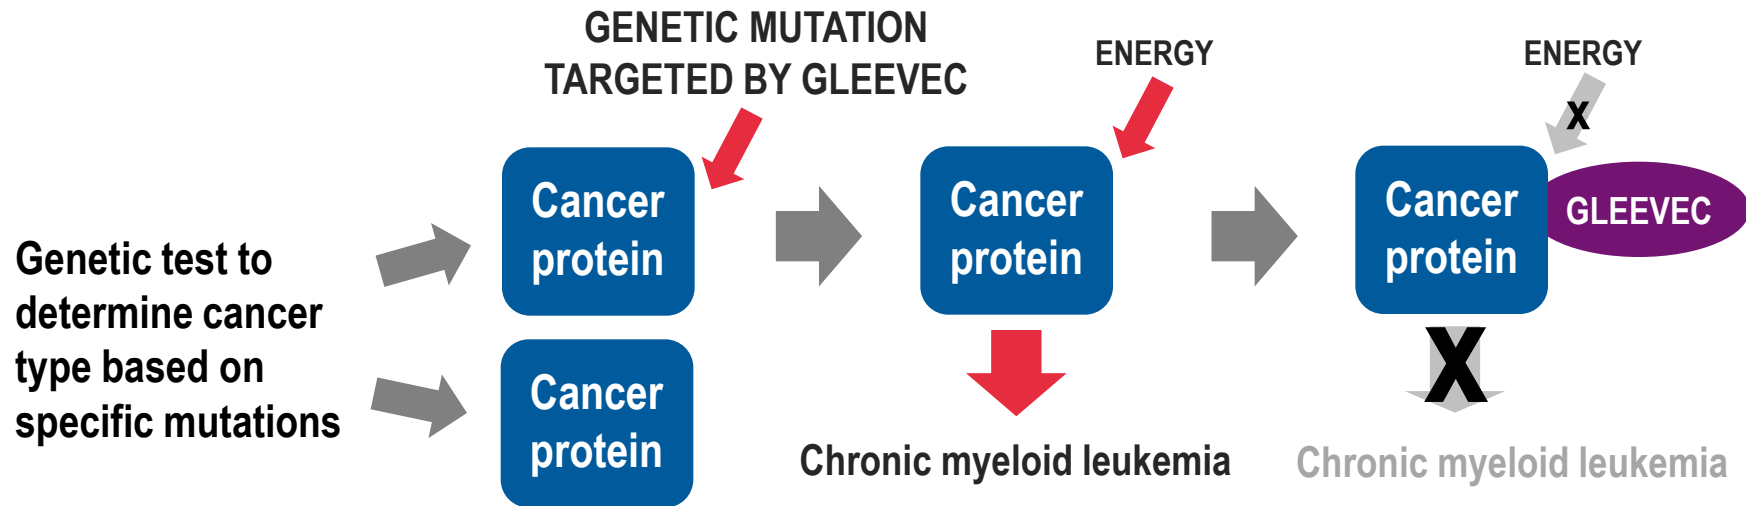 GENETIC MUTATION
TARGETED BY GLEEVEC
ENERGY
ENERGY
X
Cancer
protein
Cancer
protein
Cancer
protein
GLEEVEC
Genetic test to
determine cancer
type based on
specific mutations
Cancer
protein
X
Chronic myeloid leukemia
Chronic myeloid leukemia